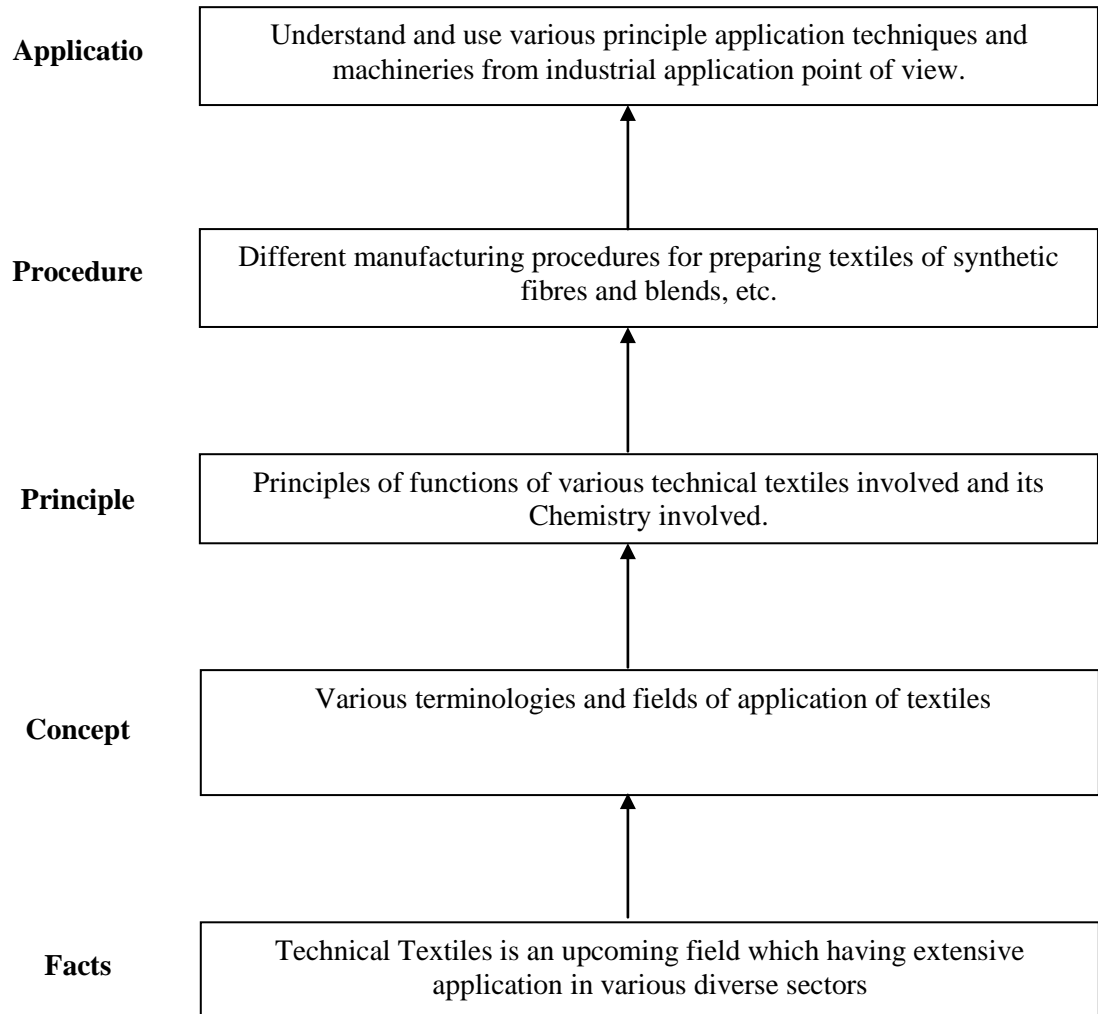 Applicatio
Understand and use various principle application techniques and
machineries from industrial application point of view.
Procedure
Different manufacturing procedures for preparing textiles of synthetic
fibres and blends, etc.
Principle
Principles of functions of various technical textiles involved and its
Chemistry involved.
Concept
Various terminologies and fields of application of textiles
Facts
Technical Textiles is an upcoming field which having extensive
application in various diverse sectors